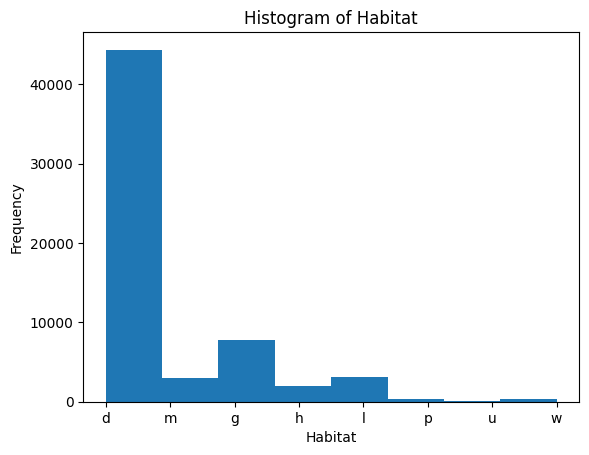 Histogram of Habitat
Frequency
40000
30000
20000
10000
0
d m g h l p u w
Habitat